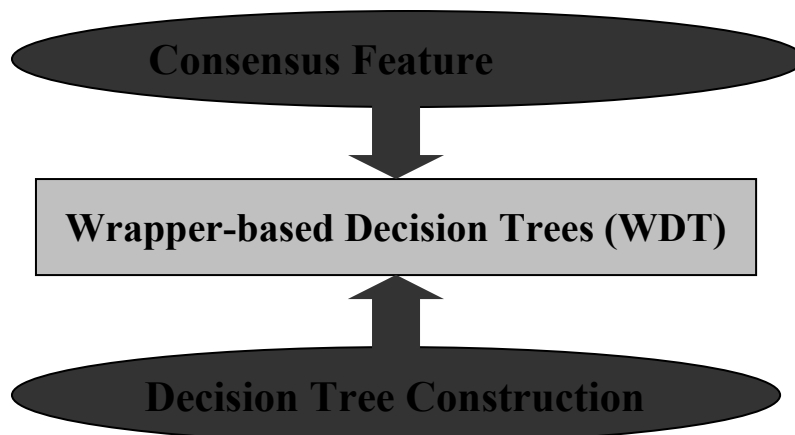 Consensus Feature
Wrapper-based Decision Trees (WDT)
Decision Tree Construction